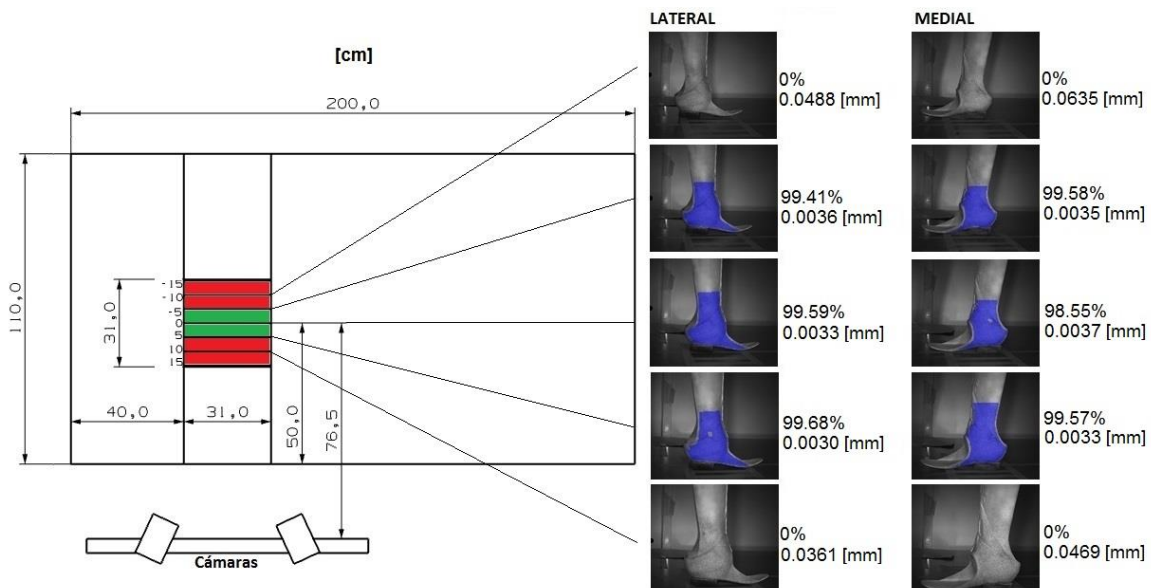 [cm]
200,0
110,0
31,0
-15
-10
-5
0
5
10
15
40,0
31,0
50,0
76,5
Cámaras
LATERAL
0%
0.0488 [mm]
99.41%
0.0036 [mm]
99.59%
0.0033 [mm]
99.68%
0.0030 [mm]
0%
0.0361 [mm]
MEDIAL
0%
0.0635 [mm]
99.58%
0.0035 [mm]
98.55%
0.0037 [mm]
99.57%
0.0033 [mm]
0%
0.0469 [mm]